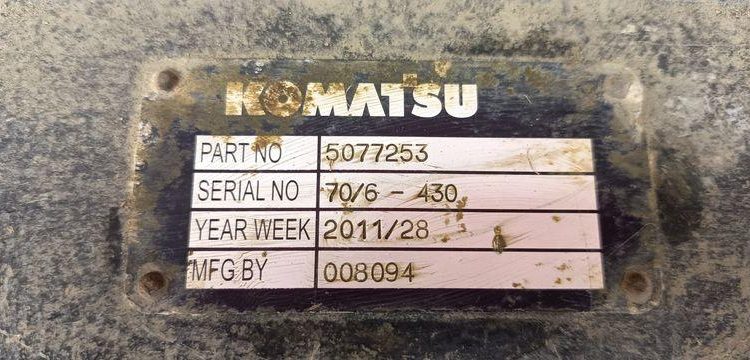 KOMATSU
PART NO 5077253
SERIAL NO 70/6 - 430
YEAR WEEK 2011/28
MFG BY 008094